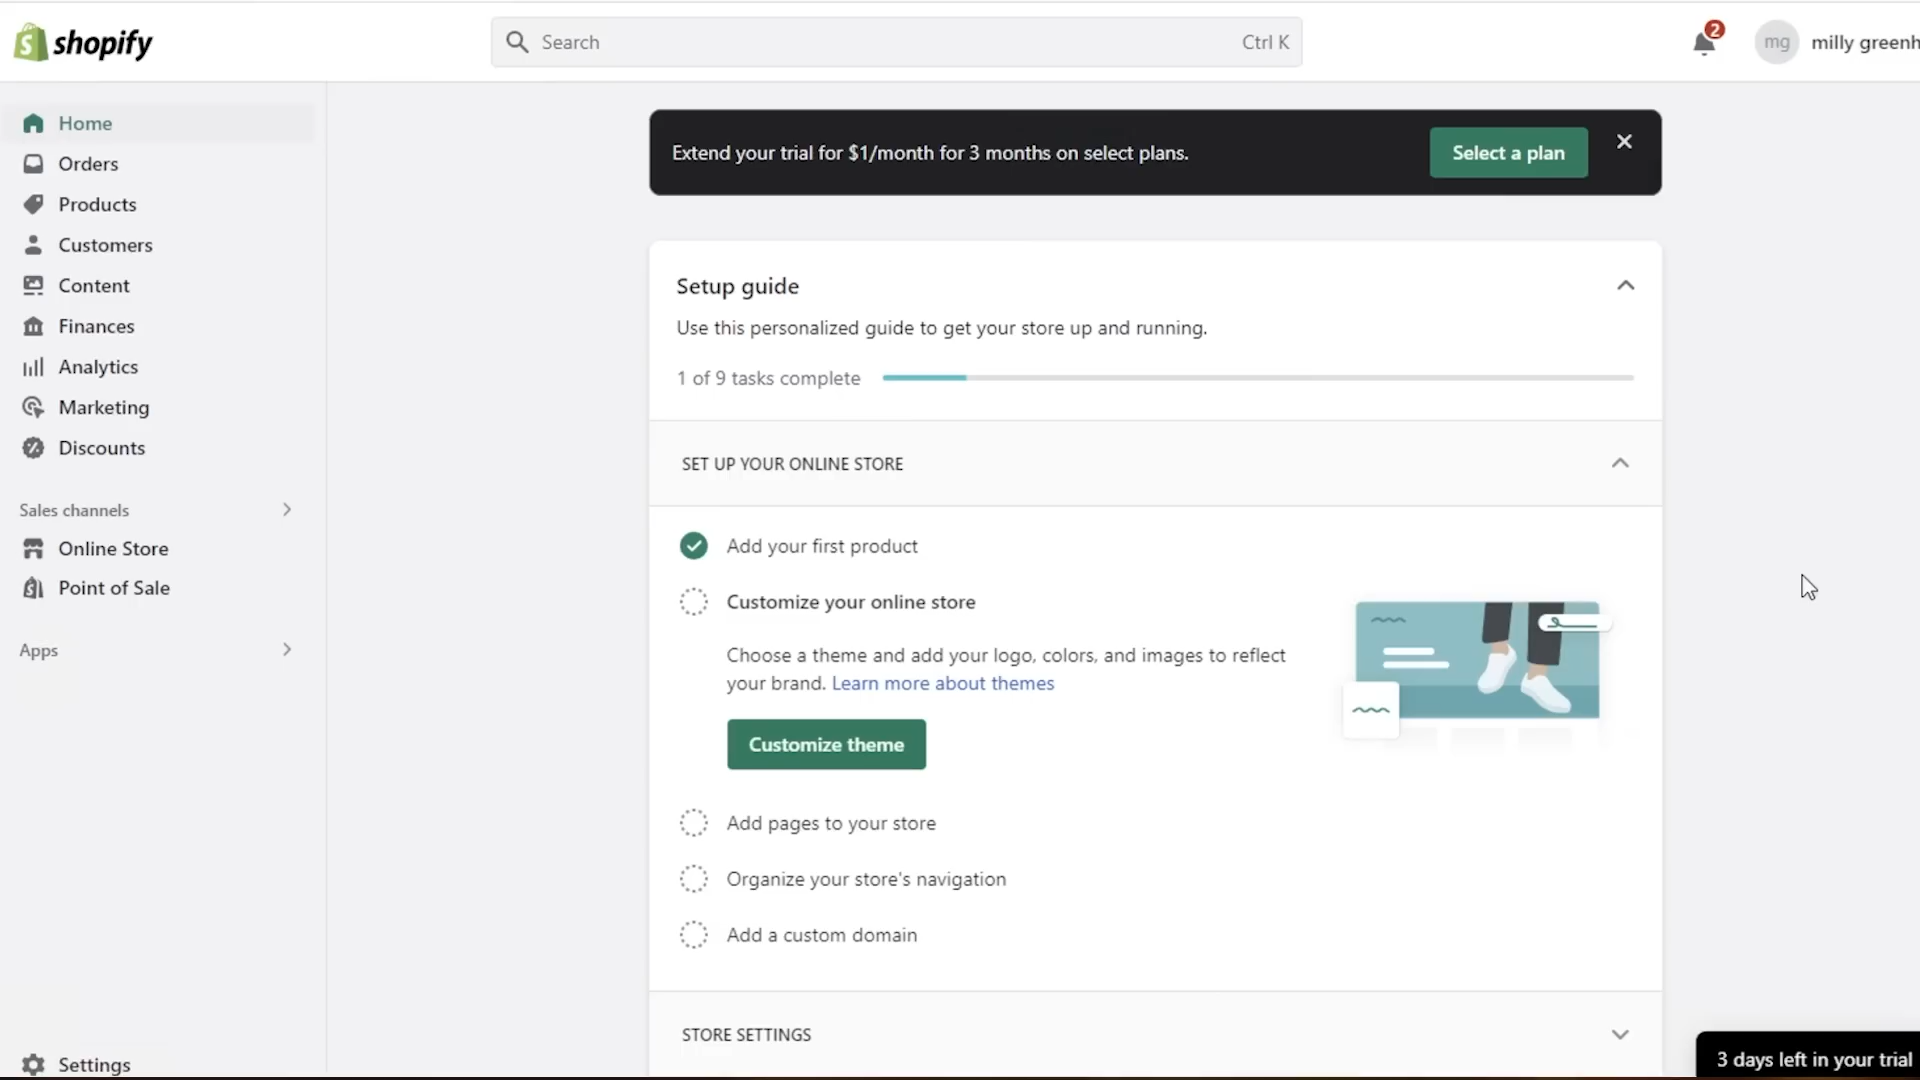 shopify
Search
Ctrl K
2
mg
milly greenh
Home
Orders
Products
Customers
Content
Finances
Analytics
Marketing
Discounts
Sales channels
Online Store
Point of Sale
Apps
Settings
Extend your trial for $1/month for 3 months on select plans.
Select a plan
Setup guide
Use this personalized guide to get your store up and running.
1 of 9 tasks complete
SET UP YOUR ONLINE STORE
Add your first product
Customize your online store
Choose a theme and add your logo, colors, and images to reflect
your brand. Learn more about themes
Customize theme
Add pages to your store
Organize your store's navigation
Add a custom domain
STORE SETTINGS
3 days left in your trial